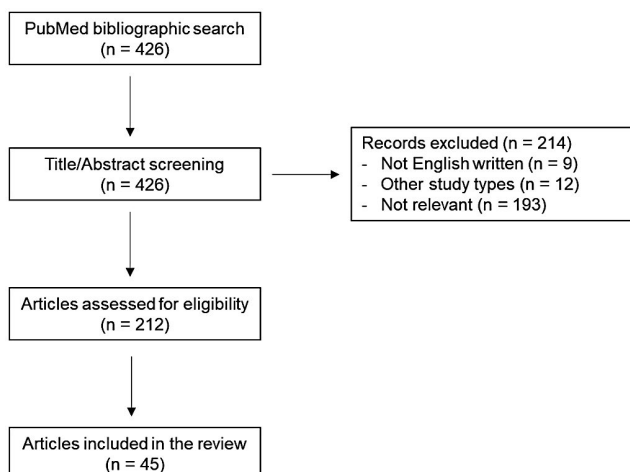 PubMed bibliographic search
(n = 426)
Title/Abstract screening
(n = 426)
Records excluded (n = 214)
- Not English written (n = 9)
- Other study types (n = 12)
- Not relevant (n = 193)
Articles assessed for eligibility
(n = 212)
Articles included in the review
(n = 45)